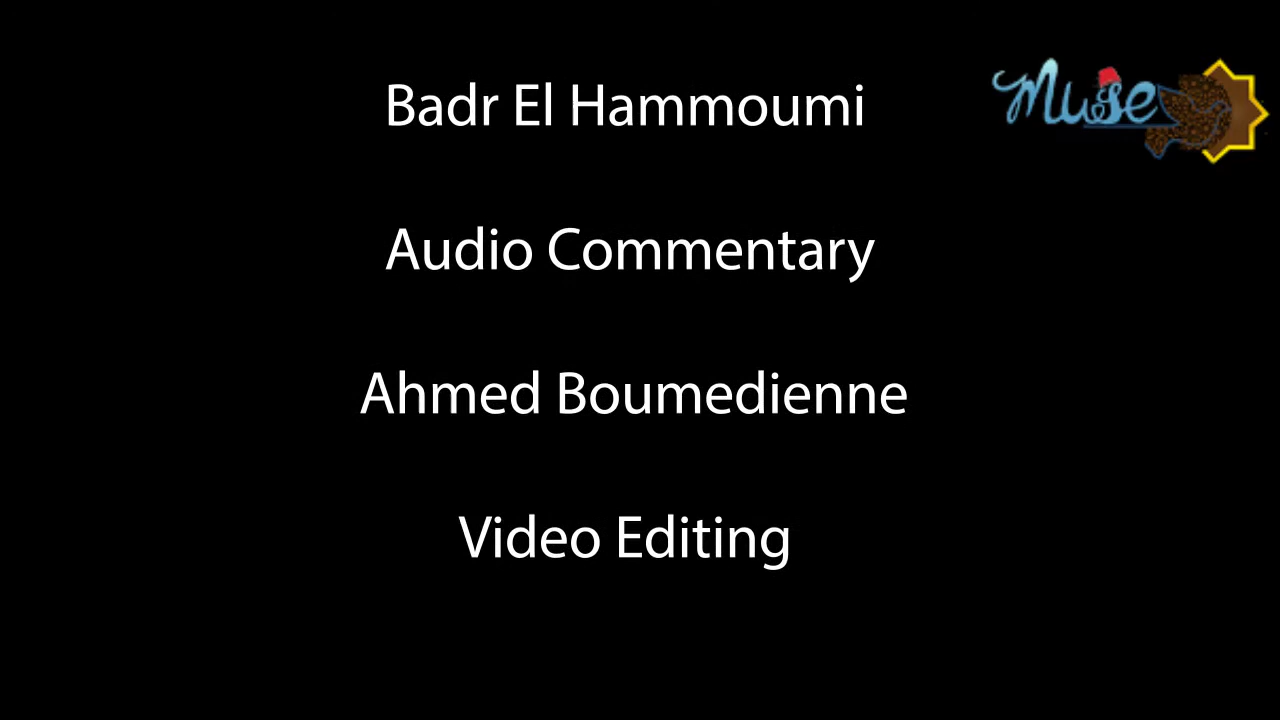 Badr El Hammoumi
Muse
Audio Commentary
Ahmed Boumedienne
Video Editing